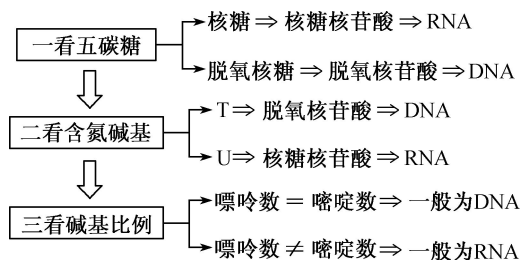 核糖⇒核糖核苷酸⇒RNA
一看五碳糖
脱氧核糖⇒脱氧核苷酸⇒DNA
T⇒脱氧核苷酸⇒DNA
二看含氮碱基
U⇒核糖核苷酸⇒RNA
嘌呤数=嘧啶数⇒一般为DNA
三看碱基比例
嘌呤数≠嘧啶数⇒一般为RNA